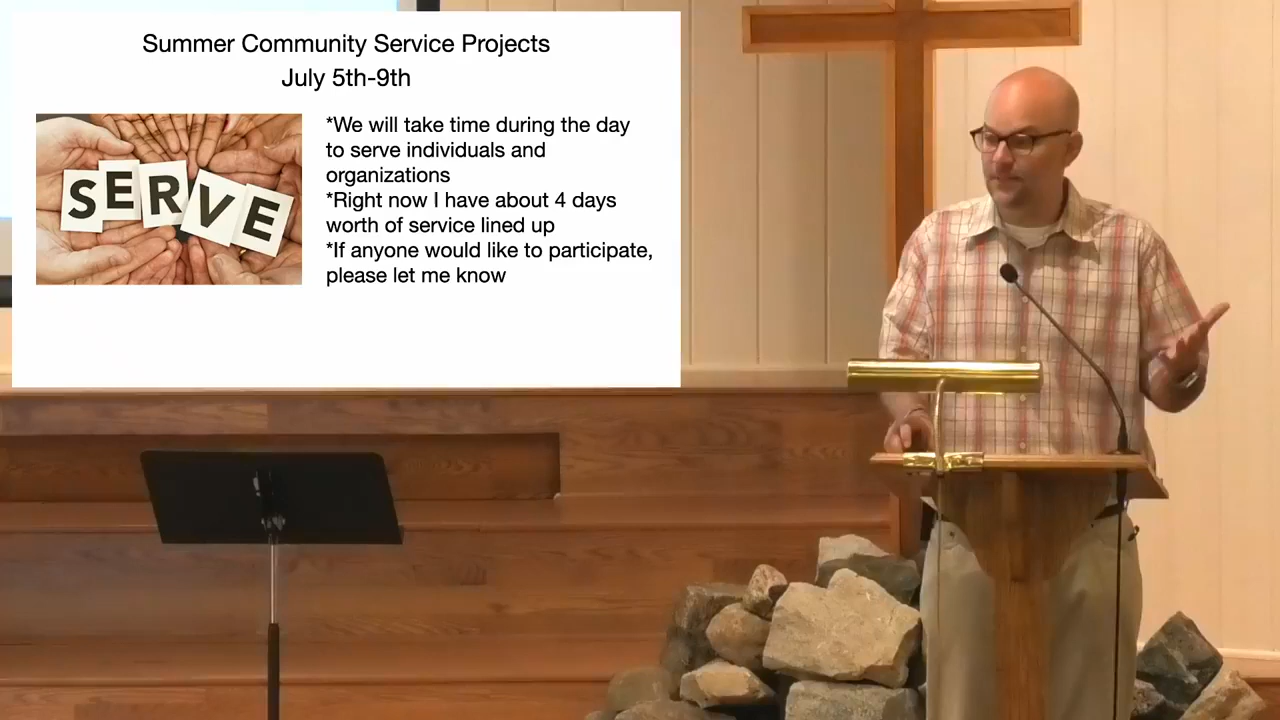 Summer Community Service Projects
July 5th-9th
SERVE
*We will take time during the day
to serve individuals and
organizations
*Right now I have about 4 days
worth of service lined up
*If anyone would like to participate,
please let me know